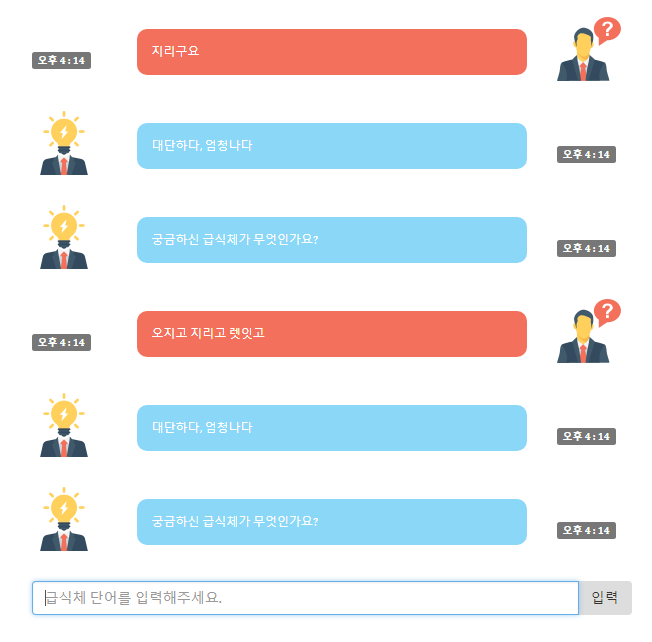 지리구요
오후 4:14
?
대단하다, 엄청나다
오후 4:14
궁금하신 급식체가 무엇인가요?
오후 4:14
오지고 지리고 렛잇고
오후 4:14
?
대단하다, 엄청나다
오후 4:14
궁금하신 급식체가 무엇인가요?
오후 4:14
급식체 단어를 입력해주세요.
입력